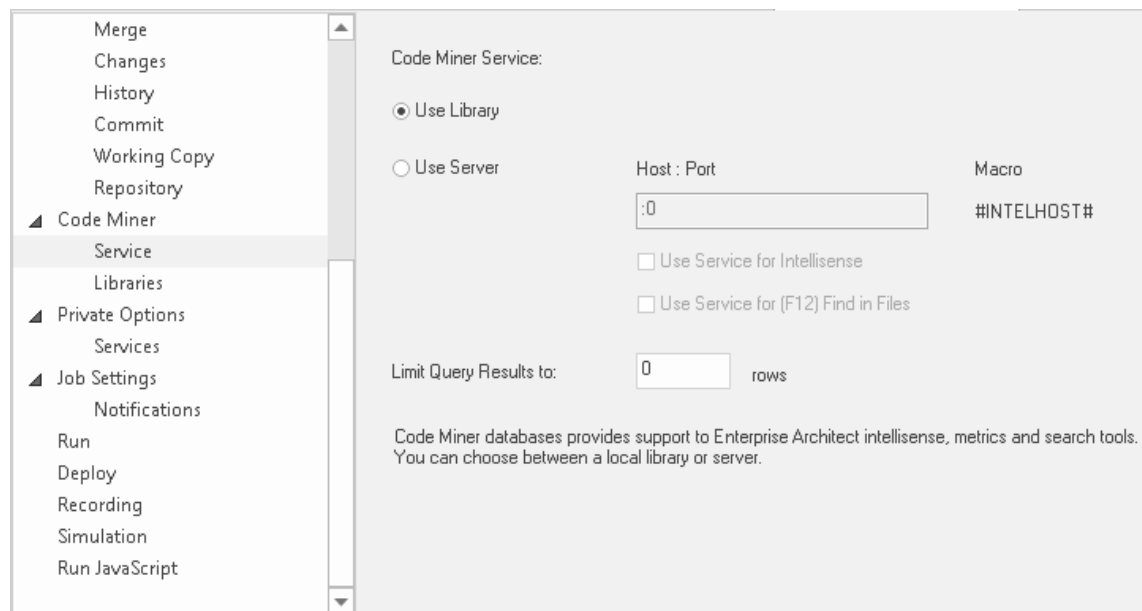 Merge
Changes
History
Commit
Working Copy
Repository
Code Miner
Service
Libraries
Private Options
Services
Job Settings
Notifications
Run
Deploy
Recording
Simulation
Run JavaScript
Code Miner Service:
Use Library
Use Server Host : Port Macro
:0 #INTELHOST#
Use Service for Intellisense
Use Service for (F12) Find in Files
Limit Query Results to: 0 rows
Code Miner databases provides support to Enterprise Architect intellisense, metrics and search tools.
You can choose between a local library or server.